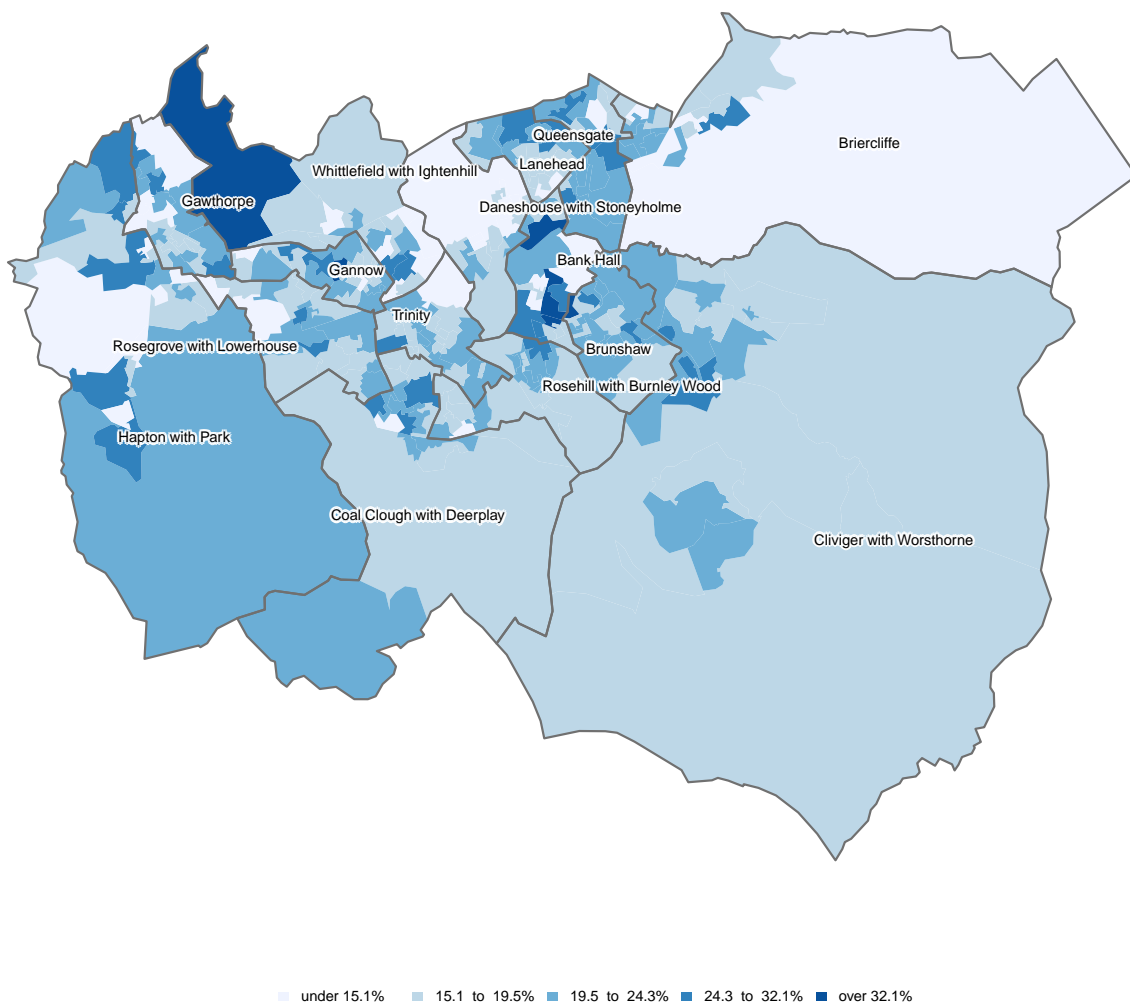 Briercliffe
Queensgate
Lanehead
Whittlefield with Ightenhill
Gawthorpe
Daneshouse with Stoneyholme
Bank Hall
Gannow
Trinity
Rosegrove with Lowerhouse
Brunshaw
Rosehill with Burnley Wood
Hapton with Park
Coal Clough with Deerplay
Cliviger with Worsthorne
under 15.1% 15.1 to 19.5% 19.5 to 24.3% 24.3 to 32.1% over 32.1%